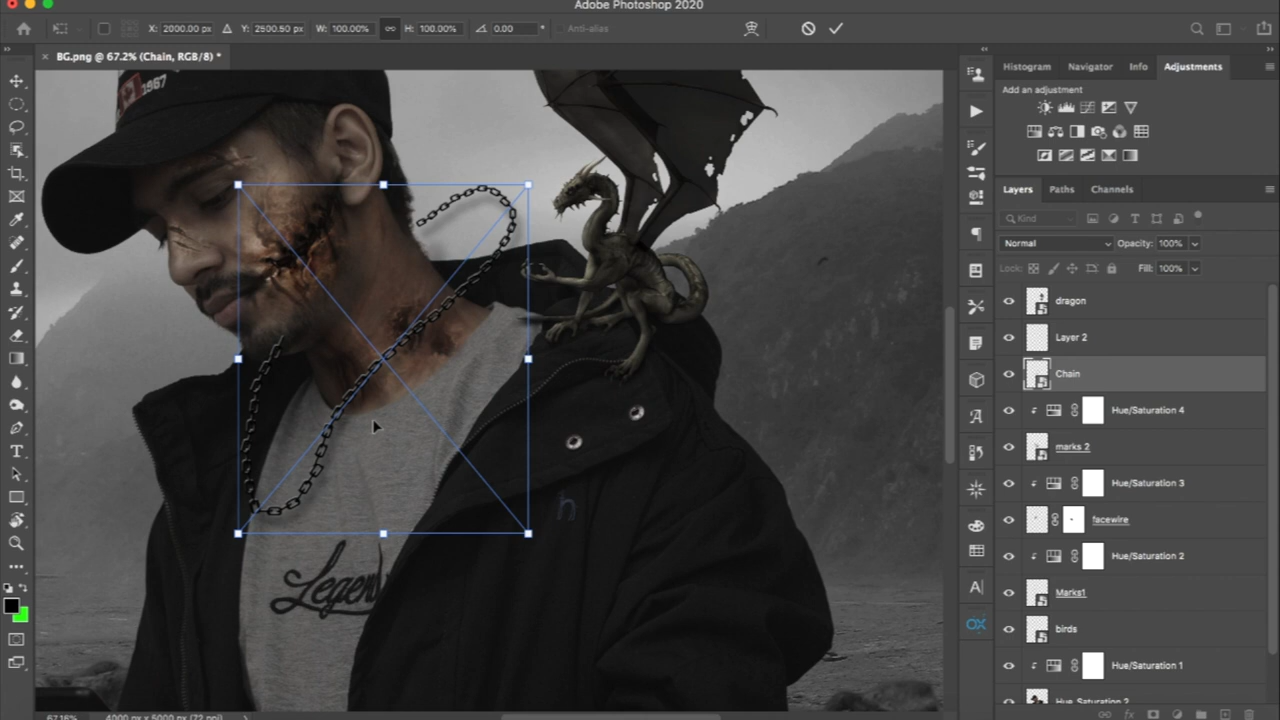 Adobe Photoshop 2020
X: 2000.00 px Y: 2500.50 px W: 100.00% H: 100.00% 0.00 ° Anti-alias
BG.png @ 67.2% (Chain, RGB/8) *
Histogram Navigator Info Adjustments
Add an adjustment
Layers Paths Channels
Kind
Normal Opacity: 100%
Lock: Fill: 100%
dragon
Layer 2
Chain
Hue/Saturation 4
marks 2
Hue/Saturation 3
facewire
Hue/Saturation 2
Marks1
birds
Hue/Saturation 1
Hue_Saturation 2
1967
h
Legen
67.16% 4000 px x 5000 px (72 ppi)